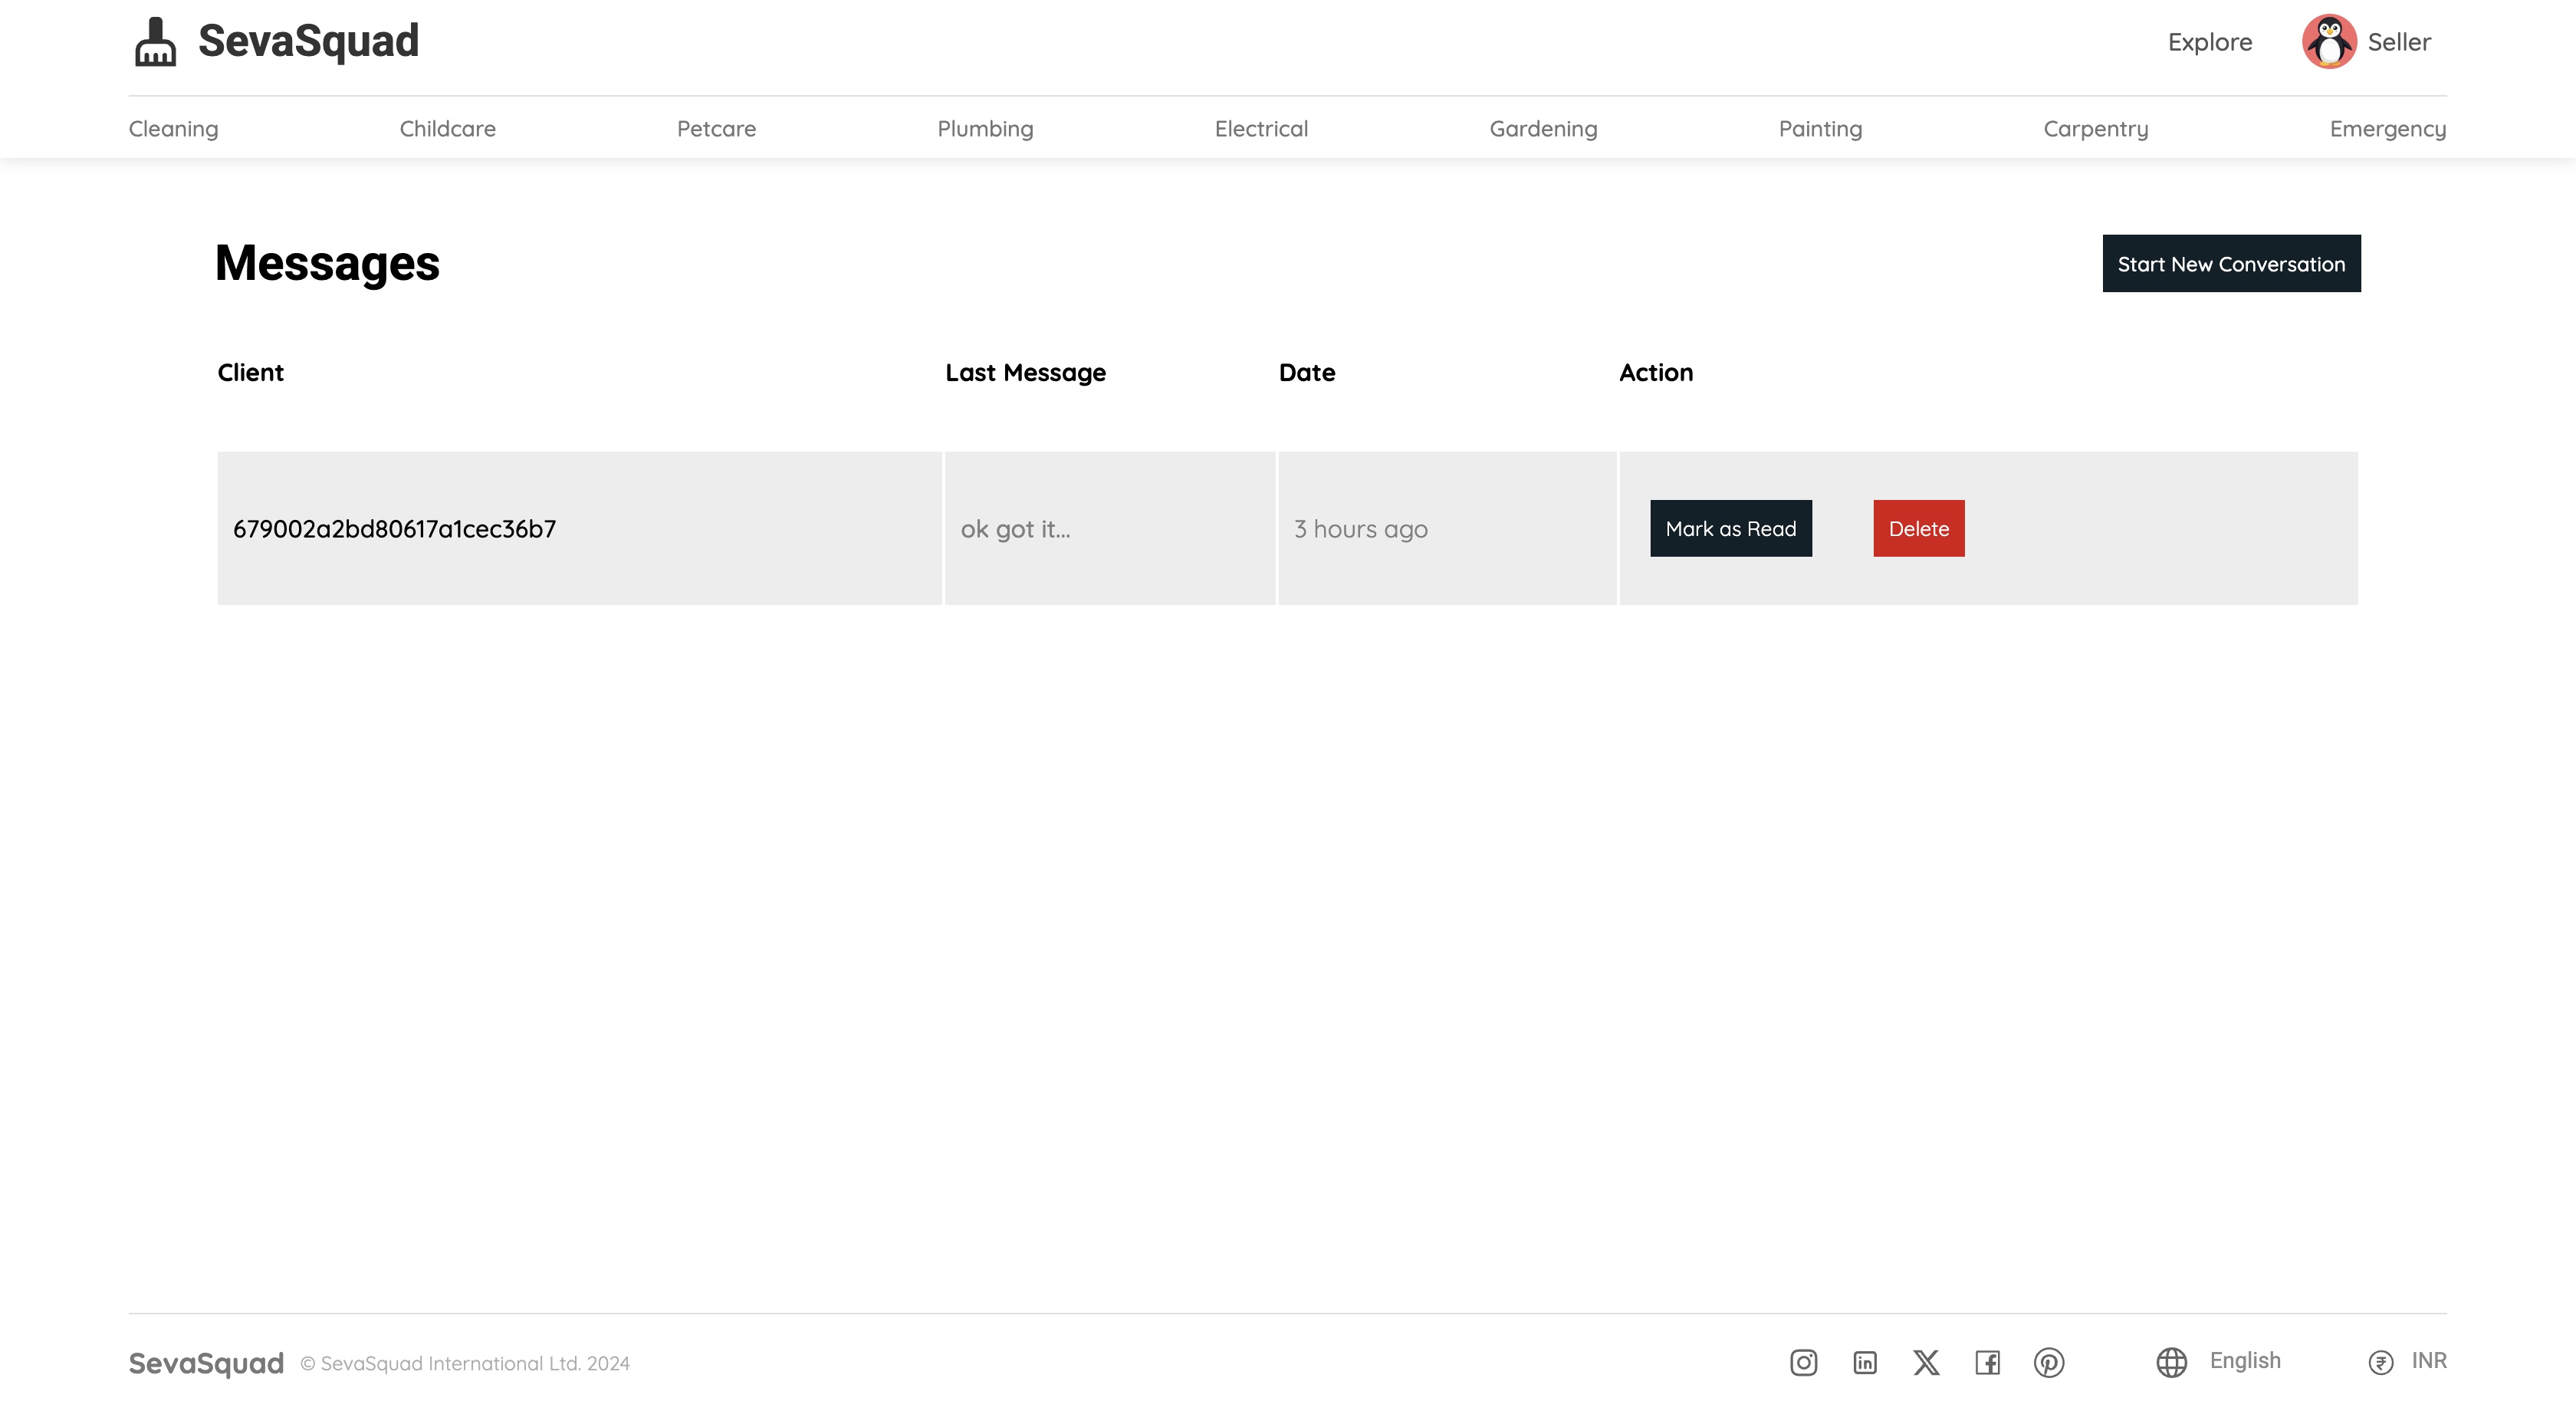 SevaSquad
Explore Seller
Cleaning Childcare Petcare Plumbing Electrical Gardening Painting Carpentry Emergency
Messages Start New Conversation
Client Last Message Date Action
679002a2bd80617a1cec36b7 ok got it... 3 hours ago Mark as Read Delete
SevaSquad © SevaSquad International Ltd. 2024 English ₹ INR